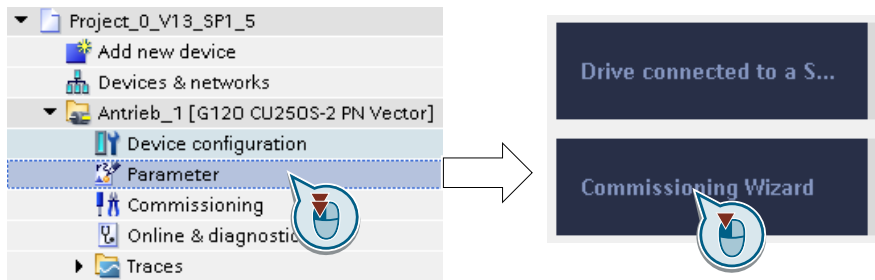 Project_0_V13_SP1_5
Add new device
Devices & networks
Antrieb_1 [G120 CU250S-2 PN Vector]
Device configuration
Parameter
Commissioning
Online & diagnostic
Traces
Drive connected to a S...
Commissioning Wizard